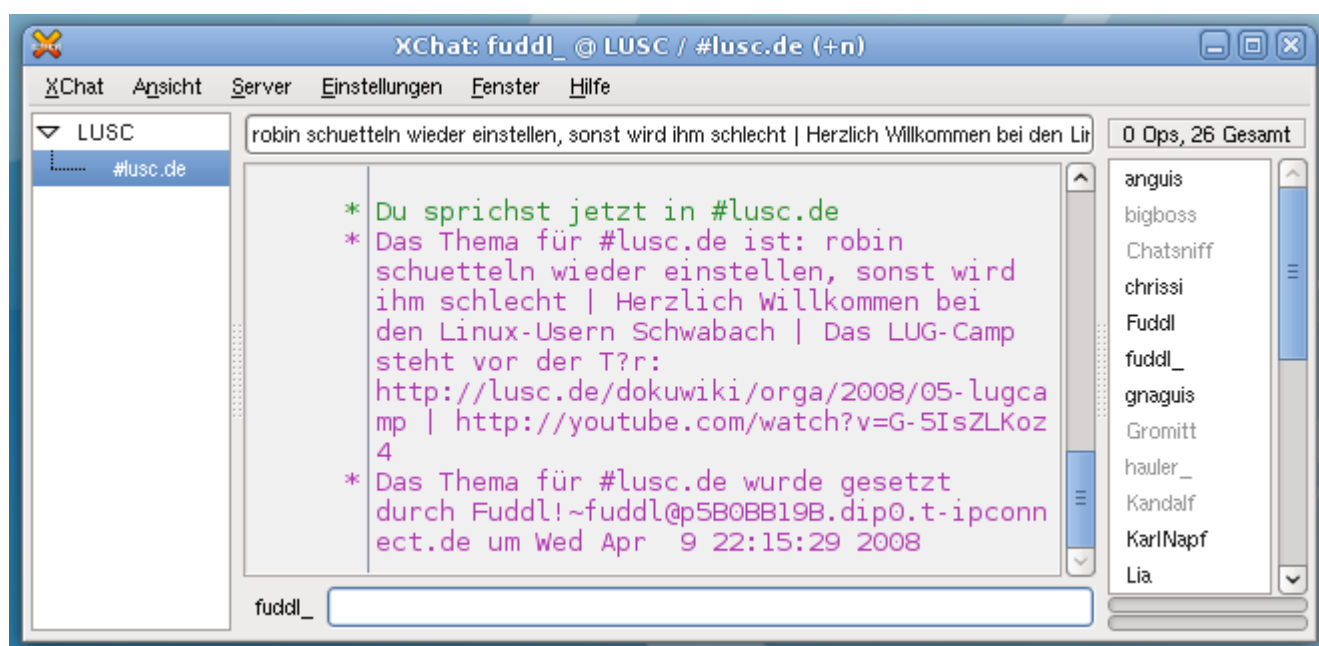 XChat: fuddl_ @ LUSC / #lusc.de (+n)
XChat Ansicht Server Einstellungen Fenster Hilfe
LUSC
#lusc.de
robin schuetteln wieder einstellen, sonst wird ihm schlecht | Herzlich Willkommen bei den Lin
0 Ops, 26 Gesamt
* Du sprichst jetzt in #lusc.de
* Das Thema für #lusc.de ist: robin
schuetteln wieder einstellen, sonst wird
ihm schlecht | Herzlich Willkommen bei
den Linux-Usern Schwabach | Das LUG-Camp
steht vor der T?r:
http://lusc.de/dokuwiki/orga/2008/05-lugca
mp | http://youtube.com/watch?v=G-5IsZLKoz
4
* Das Thema für #lusc.de wurde gesetzt
durch Fuddl!~fuddl@p5B0BB19B.dip0.t-ipconn
ect.de um Wed Apr  9 22:15:29 2008
anguis
bigboss
Chatsniff
chrissi
Fuddl
fuddl_
gnaguis
Gromitt
hauler_
Kandalf
KarlNapf
Lia
fuddl_